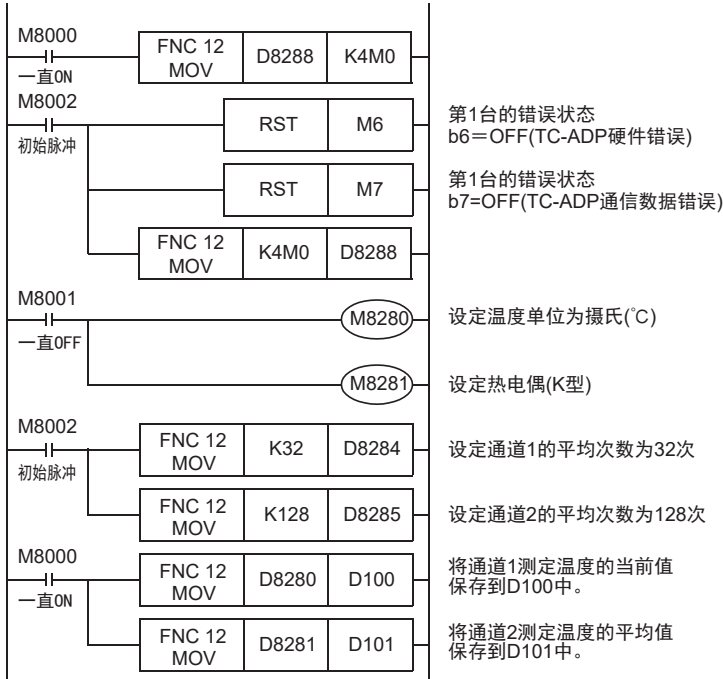 M8000
一直ON
FNC 12
MOV
D8288
K4M0
M8002
初始脉冲
RST
M6
第1台的错误状态
b6＝OFF(TC-ADP硬件错误)
RST
M7
第1台的错误状态
b7=OFF(TC-ADP通信数据错误)
FNC 12
MOV
K4M0
D8288
M8001
一直OFF
M8280
设定温度单位为摄氏(℃)
M8281
设定热电偶(K型)
M8002
初始脉冲
FNC 12
MOV
K32
D8284
设定通道1的平均次数为32次
FNC 12
MOV
K128
D8285
设定通道2的平均次数为128次
M8000
一直ON
FNC 12
MOV
D8280
D100
将通道1测定温度的当前值
保存到D100中。
FNC 12
MOV
D8281
D101
将通道2测定温度的平均值
保存到D101中。